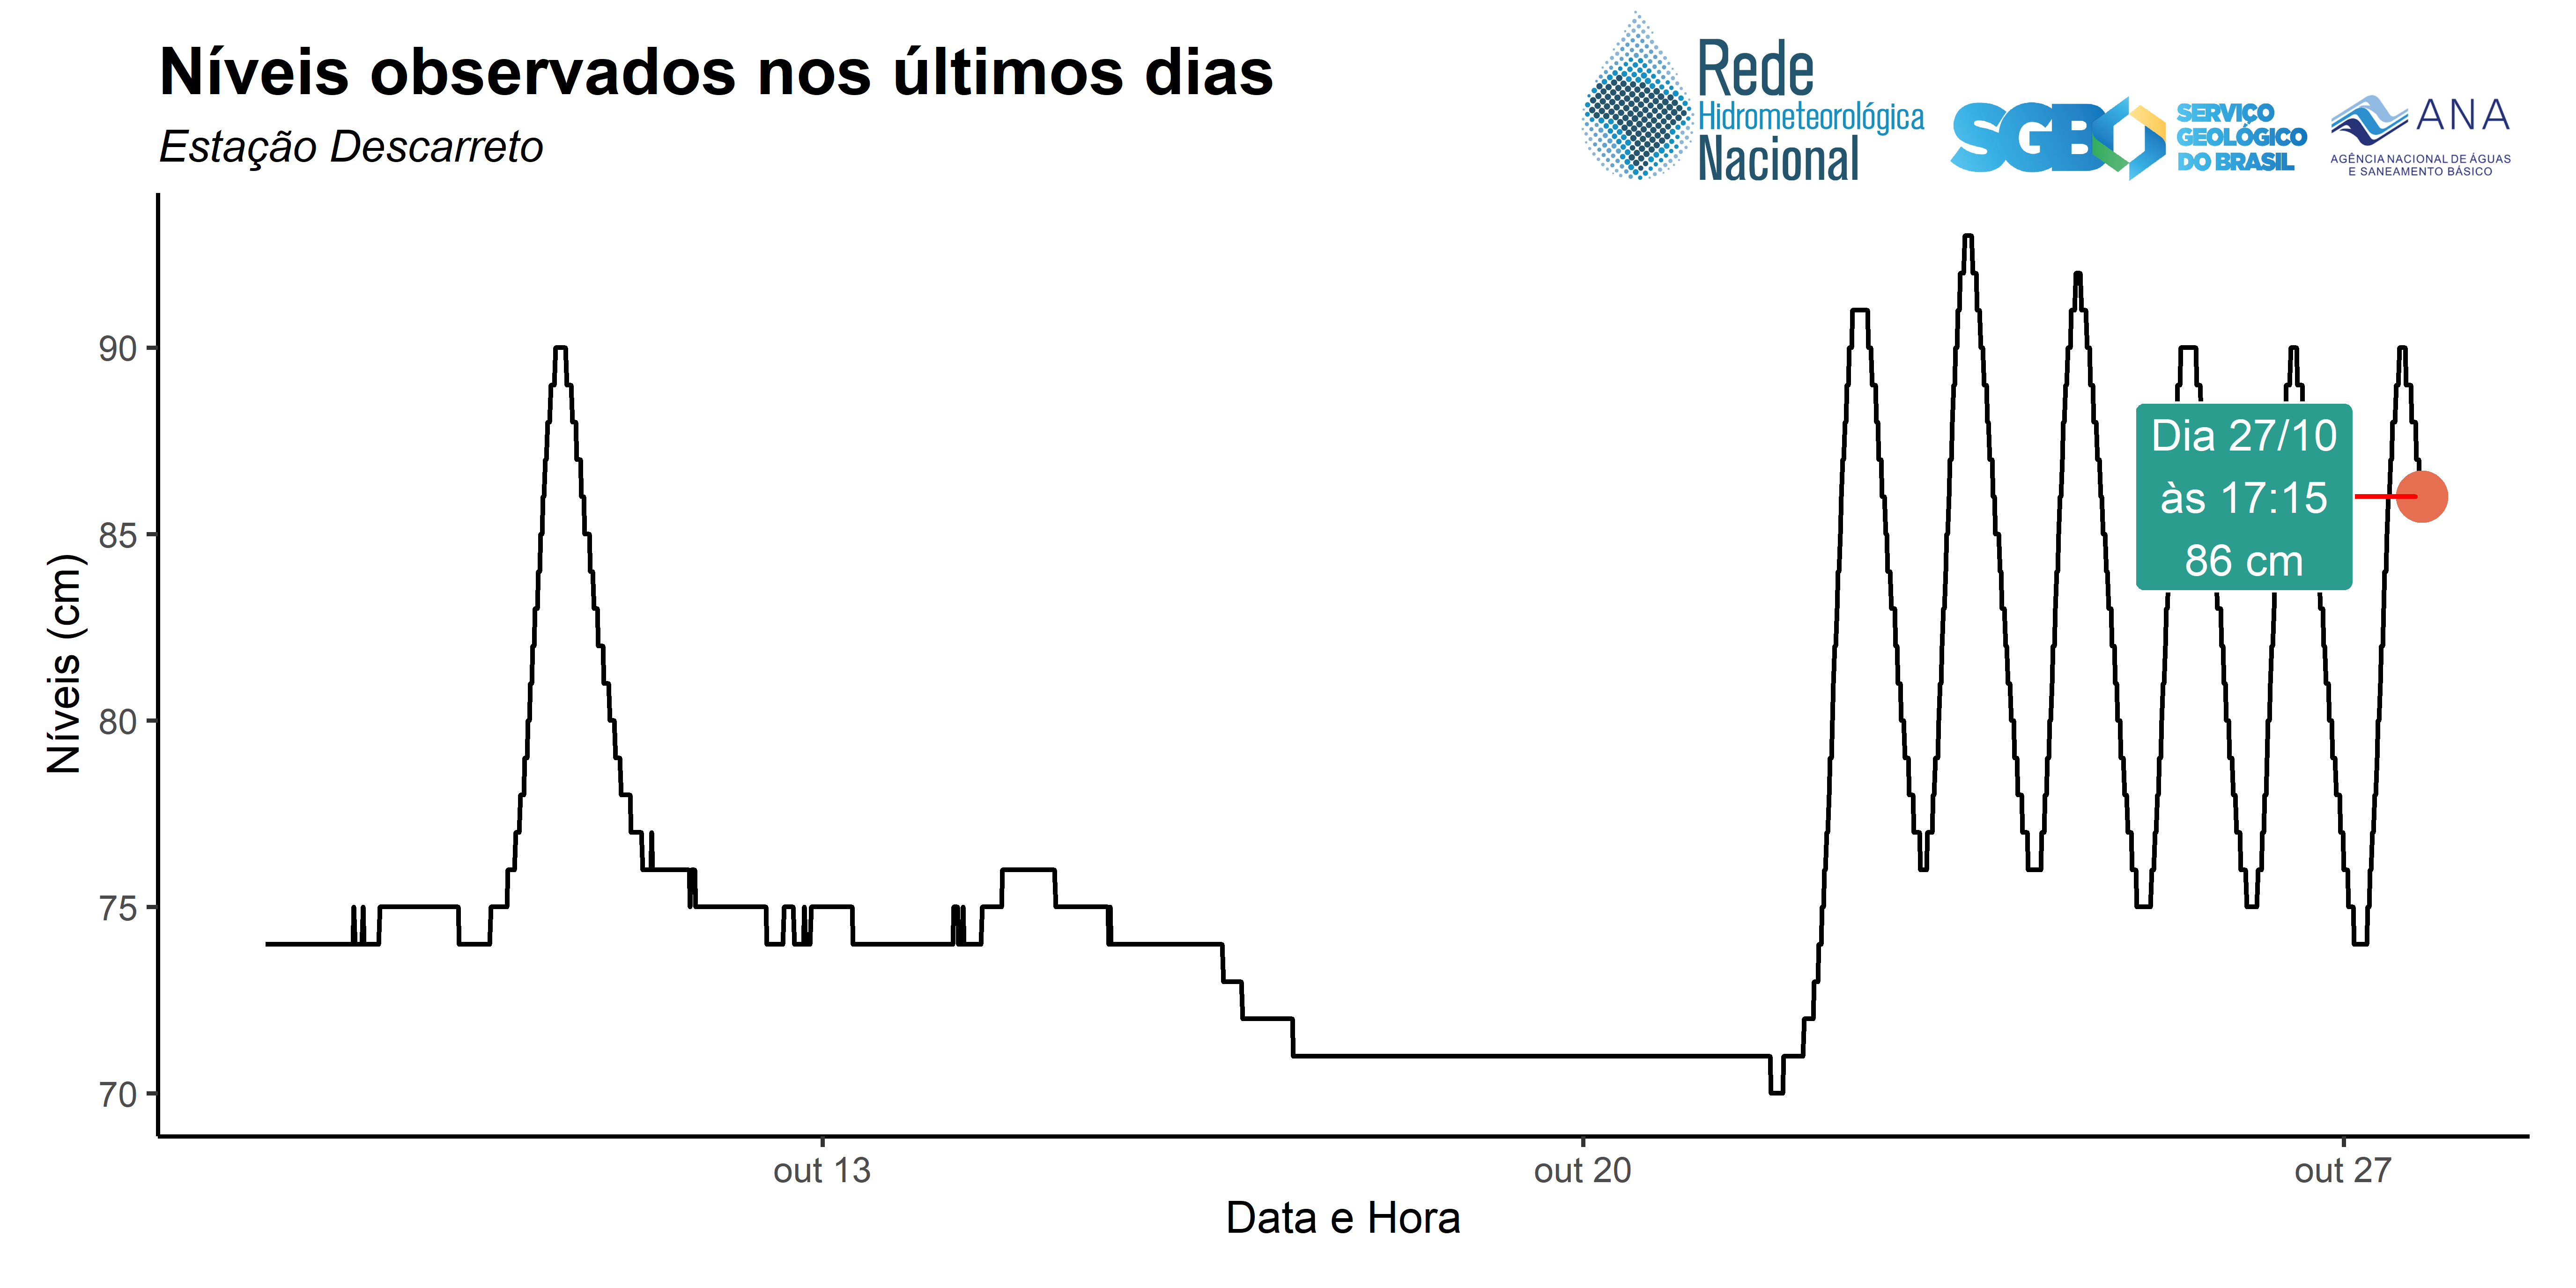 Níveis observados nos últimos dias
Estação Descarreto
Rede
Hidrometeorológica
Nacional
SGB
SERVIÇO
GEOLÓGICO
DO BRASIL
ANA
AGÊNCIA NACIONAL DE ÁGUAS
E SANEAMENTO BÁSICO
Níveis (cm)
90
85
80
75
70
Dia 27/10
às 17:15
86 cm
out 13
out 20
out 27
Data e Hora